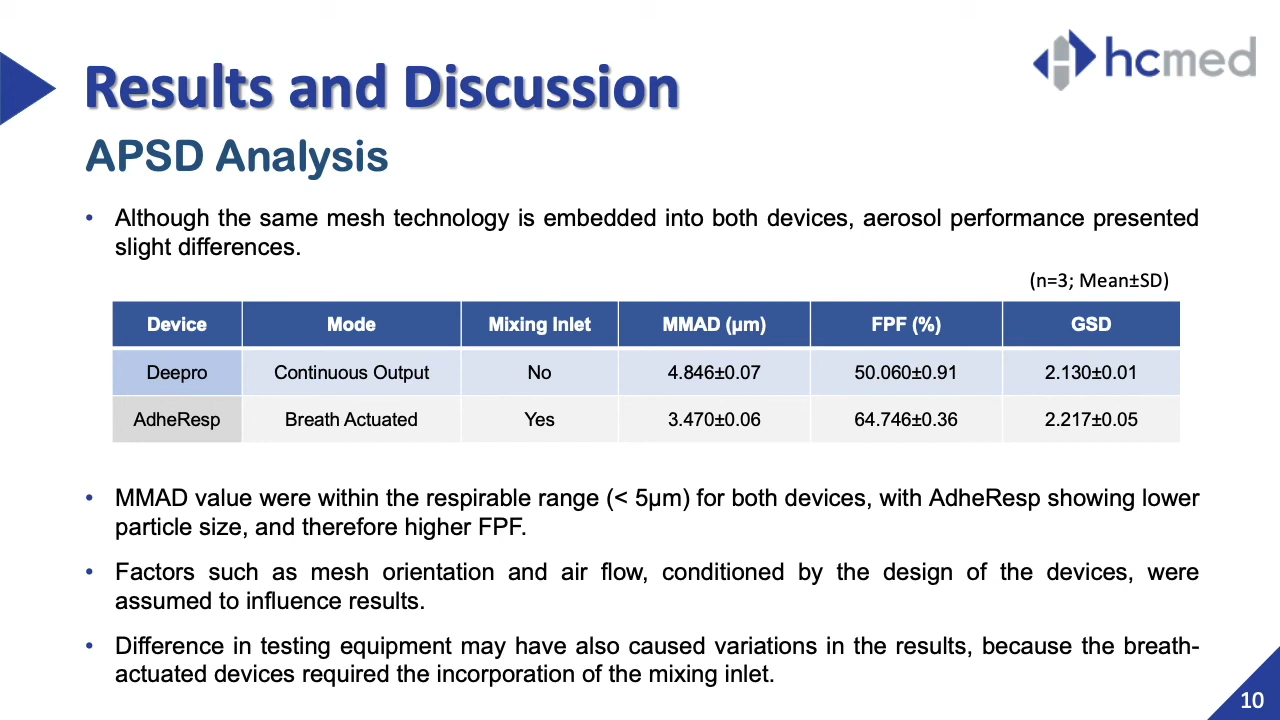 hcmed
Results and Discussion
APSD Analysis
• Although the same mesh technology is embedded into both devices, aerosol performance presented
slight differences.
(n=3; Mean±SD)
Device Mode Mixing Inlet MMAD (µm) FPF (%) GSD
Deepro Continuous Output No 4.846±0.07 50.060±0.91 2.130±0.01
AdheResp Breath Actuated Yes 3.470±0.06 64.746±0.36 2.217±0.05
• MMAD value were within the respirable range (< 5µm) for both devices, with AdheResp showing lower
particle size, and therefore higher FPF.
• Factors such as mesh orientation and air flow, conditioned by the design of the devices, were
assumed to influence results.
• Difference in testing equipment may have also caused variations in the results, because the breath-
actuated devices required the incorporation of the mixing inlet.
10